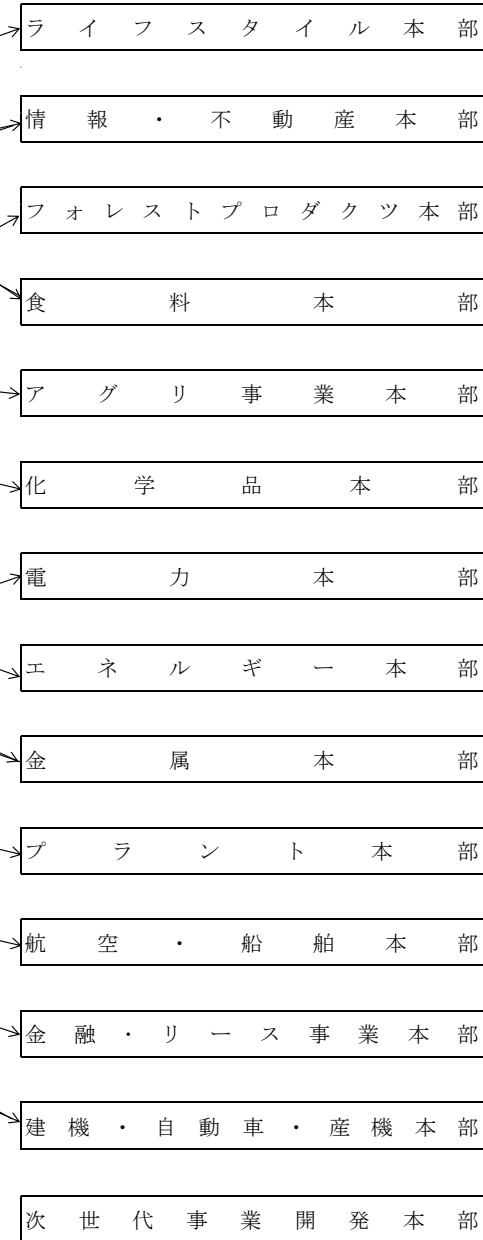 ライフスタイル本部
情報・不動産本部
フォレストプロダクツ本部
食料本部
アグリ事業本部
化学品本部
電力本部
エネルギー本部
金属本部
プラント本部
航空・船舶本部
金融・リース事業本部
建機・自動車・産機本部
次世代事業開発本部